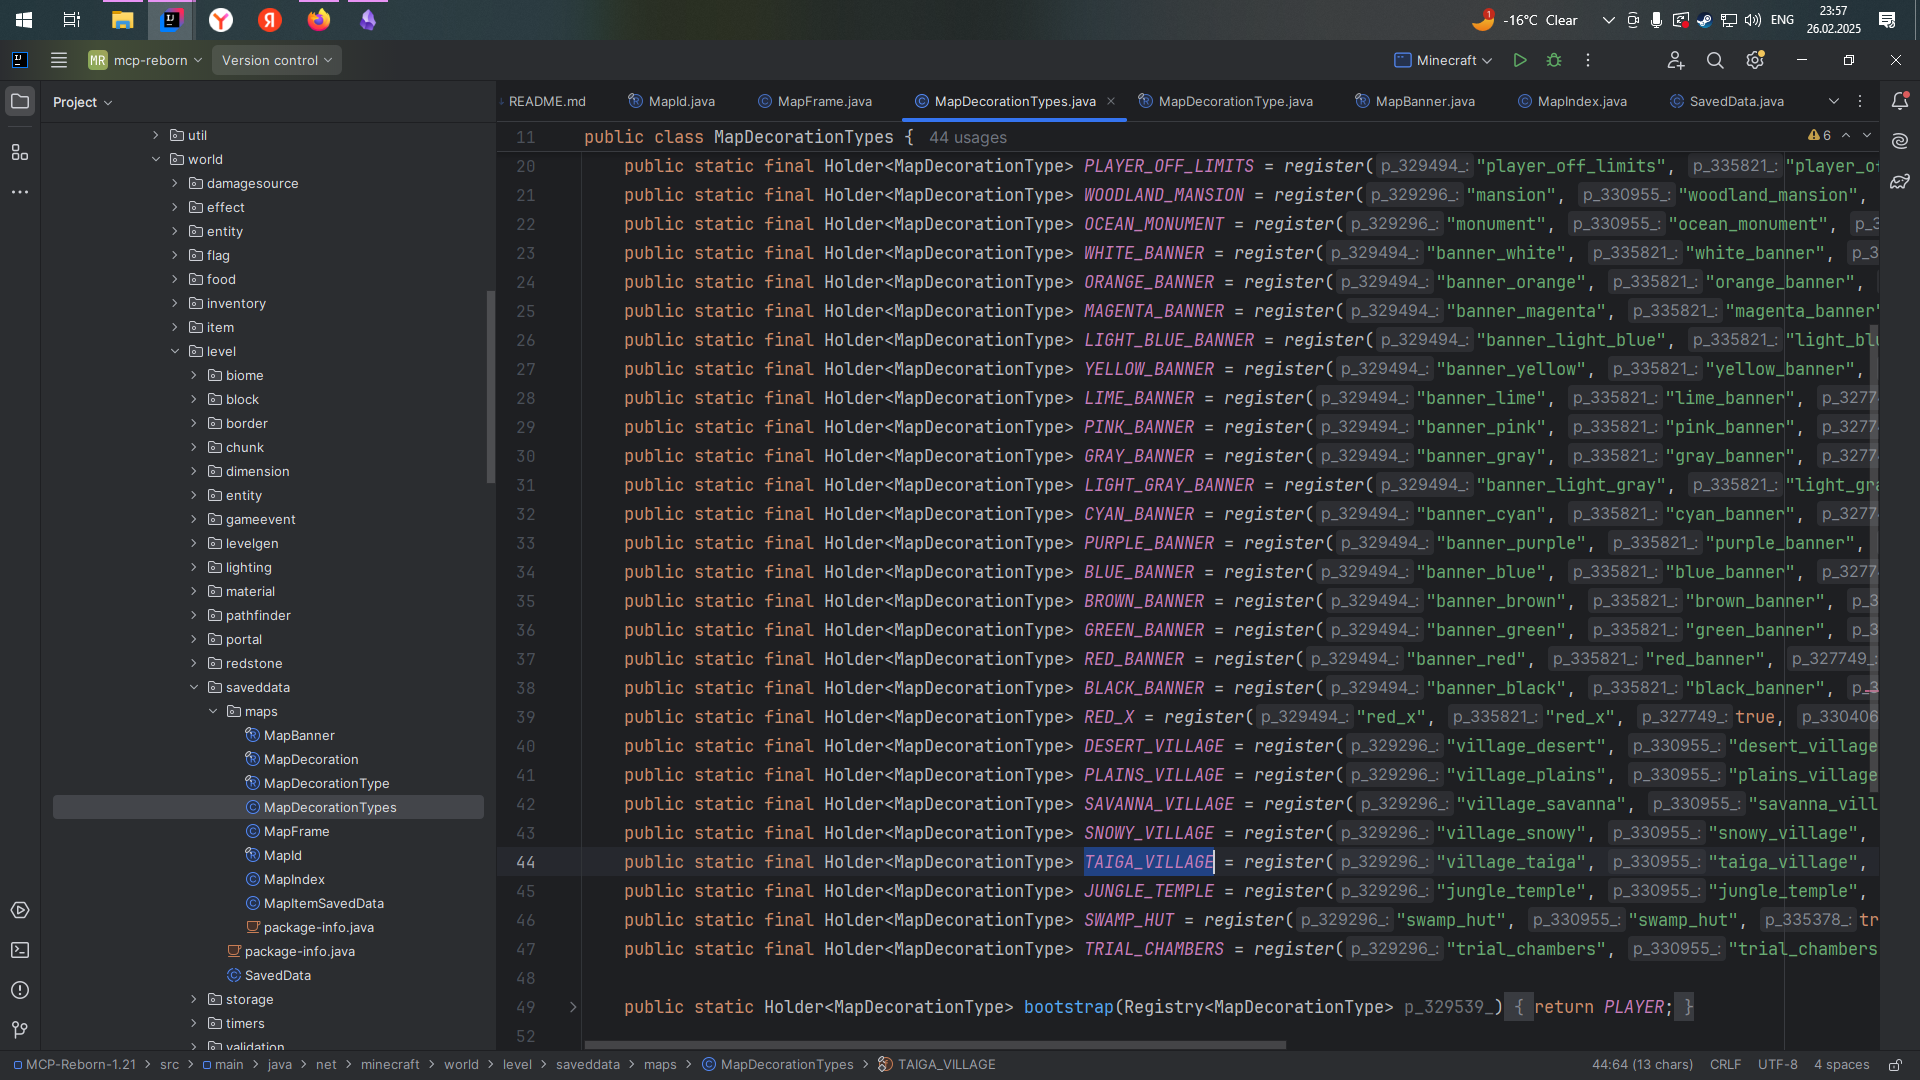 -16°C Clear
ENG
23:57
26.02.2025
1
MR mcp-reborn
Version control
Minecraft
Project
util
world
damagesource
effect
entity
flag
food
inventory
item
level
biome
block
border
chunk
dimension
entity
gameevent
levelgen
lighting
material
pathfinder
portal
redstone
saveddata
maps
MapBanner
MapDecoration
MapDecorationType
MapDecorationTypes
MapFrame
MapId
MapIndex
MapItemSavedData
package-info.java
package-info.java
SavedData
storage
timers
validation
README.md MapId.java MapFrame.java MapDecorationTypes.java MapDecorationType.java MapBanner.java MapIndex.java SavedData.java
11 public class MapDecorationTypes { 44 usages 6
20 public static final Holder<MapDecorationType> PLAYER_OFF_LIMITS = register( p_329494_: "player_off_limits", p_335821_: "player_of
21 public static final Holder<MapDecorationType> WOODLAND_MANSION = register( p_329296_: "mansion", p_330955_: "woodland_mansion",
22 public static final Holder<MapDecorationType> OCEAN_MONUMENT = register( p_329296_: "monument", p_330955_: "ocean_monument", p_3
23 public static final Holder<MapDecorationType> WHITE_BANNER = register( p_329494_: "banner_white", p_335821_: "white_banner", p_3
24 public static final Holder<MapDecorationType> ORANGE_BANNER = register( p_329494_: "banner_orange", p_335821_: "orange_banner",
25 public static final Holder<MapDecorationType> MAGENTA_BANNER = register( p_329494_: "banner_magenta", p_335821_: "magenta_banner"
26 public static final Holder<MapDecorationType> LIGHT_BLUE_BANNER = register( p_329494_: "banner_light_blue", p_335821_: "light_blu
27 public static final Holder<MapDecorationType> YELLOW_BANNER = register( p_329494_: "banner_yellow", p_335821_: "yellow_banner",
28 public static final Holder<MapDecorationType> LIME_BANNER = register( p_329494_: "banner_lime", p_335821_: "lime_banner", p_3277
29 public static final Holder<MapDecorationType> PINK_BANNER = register( p_329494_: "banner_pink", p_335821_: "pink_banner", p_3277
30 public static final Holder<MapDecorationType> GRAY_BANNER = register( p_329494_: "banner_gray", p_335821_: "gray_banner", p_3277
31 public static final Holder<MapDecorationType> LIGHT_GRAY_BANNER = register( p_329494_: "banner_light_gray", p_335821_: "light_gra
32 public static final Holder<MapDecorationType> CYAN_BANNER = register( p_329494_: "banner_cyan", p_335821_: "cyan_banner", p_3277
33 public static final Holder<MapDecorationType> PURPLE_BANNER = register( p_329494_: "banner_purple", p_335821_: "purple_banner",
34 public static final Holder<MapDecorationType> BLUE_BANNER = register( p_329494_: "banner_blue", p_335821_: "blue_banner", p_3277
35 public static final Holder<MapDecorationType> BROWN_BANNER = register( p_329494_: "banner_brown", p_335821_: "brown_banner", p_3
36 public static final Holder<MapDecorationType> GREEN_BANNER = register( p_329494_: "banner_green", p_335821_: "green_banner", p_3
37 public static final Holder<MapDecorationType> RED_BANNER = register( p_329494_: "banner_red", p_335821_: "red_banner", p_327749_:
38 public static final Holder<MapDecorationType> BLACK_BANNER = register( p_329494_: "banner_black", p_335821_: "black_banner", p_3
39 public static final Holder<MapDecorationType> RED_X = register( p_329494_: "red_x", p_335821_: "red_x", p_327749_: true, p_330406
40 public static final Holder<MapDecorationType> DESERT_VILLAGE = register( p_329296_: "village_desert", p_330955_: "desert_village
41 public static final Holder<MapDecorationType> PLAINS_VILLAGE = register( p_329296_: "village_plains", p_330955_: "plains_village
42 public static final Holder<MapDecorationType> SAVANNA_VILLAGE = register( p_329296_: "village_savanna", p_330955_: "savanna_vill
43 public static final Holder<MapDecorationType> SNOWY_VILLAGE = register( p_329296_: "village_snowy", p_330955_: "snowy_village",
44 public static final Holder<MapDecorationType> TAIGA_VILLAGE = register( p_329296_: "village_taiga", p_330955_: "taiga_village",
45 public static final Holder<MapDecorationType> JUNGLE_TEMPLE = register( p_329296_: "jungle_temple", p_330955_: "jungle_temple",
46 public static final Holder<MapDecorationType> SWAMP_HUT = register( p_329296_: "swamp_hut", p_330955_: "swamp_hut", p_335378_: tr
47 public static final Holder<MapDecorationType> TRIAL_CHAMBERS = register( p_329296_: "trial_chambers", p_330955_: "trial_chambers
48
49 public static Holder<MapDecorationType> bootstrap(Registry<MapDecorationType> p_329539_) { return PLAYER; }
52
MCP-Reborn-1.21 > src > main > java > net > minecraft > world > level > saveddata > maps > MapDecorationTypes > TAIGA_VILLAGE
44:64 (13 chars) CRLF UTF-8 4 spaces